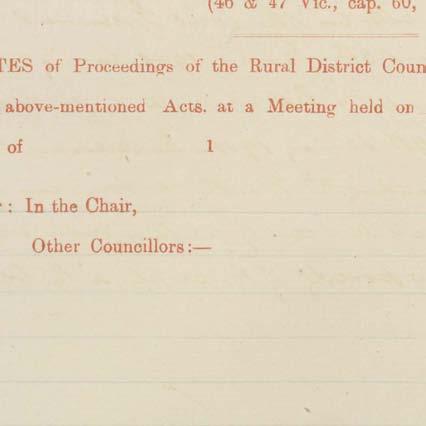 (46 & 47 Vic., cap. 60,
TES of Proceedings of the Rural District Coun
above-mentioned Acts. at a Meeting held on
of 1
: In the Chair,
Other Councillors:—